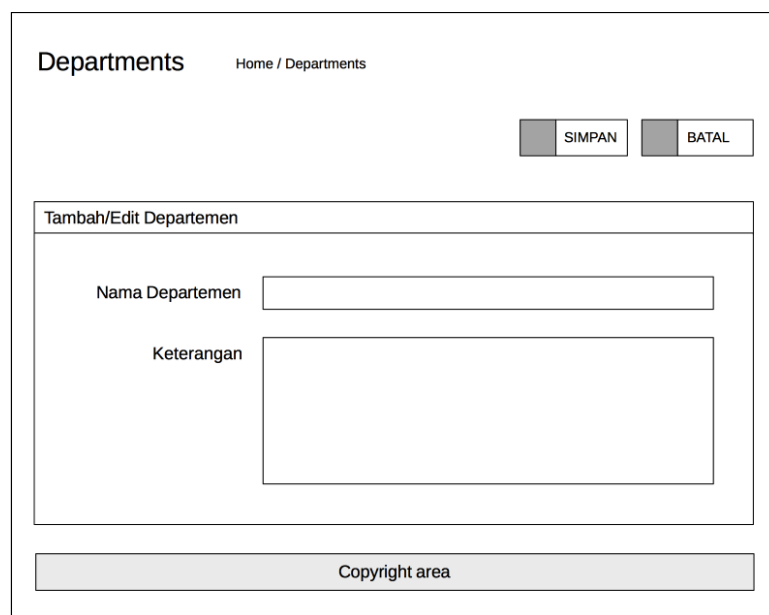 Departments
Home / Departments
SIMPAN
BATAL
Tambah/Edit Departemen
Nama Departemen
Keterangan
Copyright area